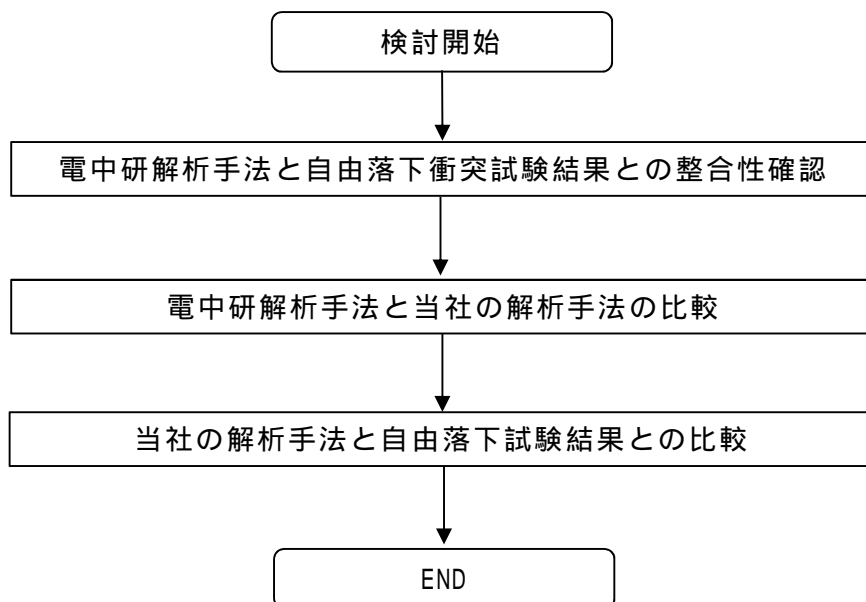 検討開始
電中研解析手法と自由落下衝突試験結果との整合性確認
電中研解析手法と当社の解析手法の比較
当社の解析手法と自由落下試験結果との比較
END